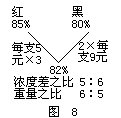 红 黑
85% 80%
每支5
元×3
2×每
支9元
82%
浓度差之比 5：6
重量之比 6：5
图 8